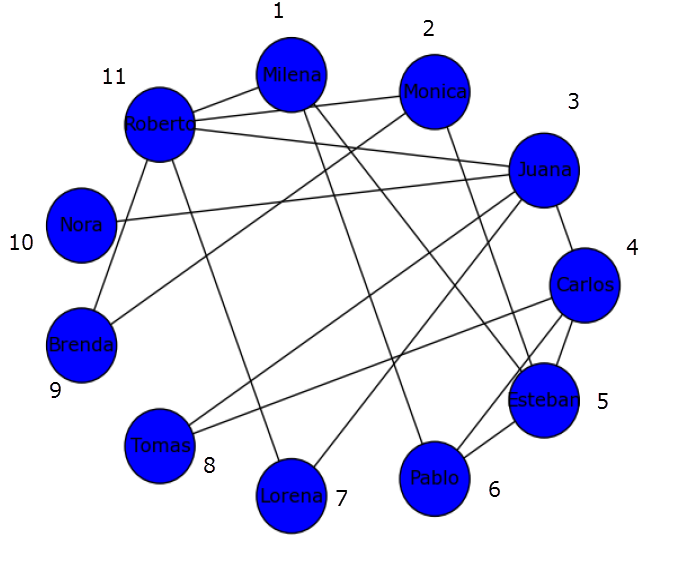 1
2
11
Milena
Monica
3
Roberto
Juana
Nora
10
4
Carlos
Brenda
9
Esteban
5
Tomas
8
Pablo
6
Lorena
7